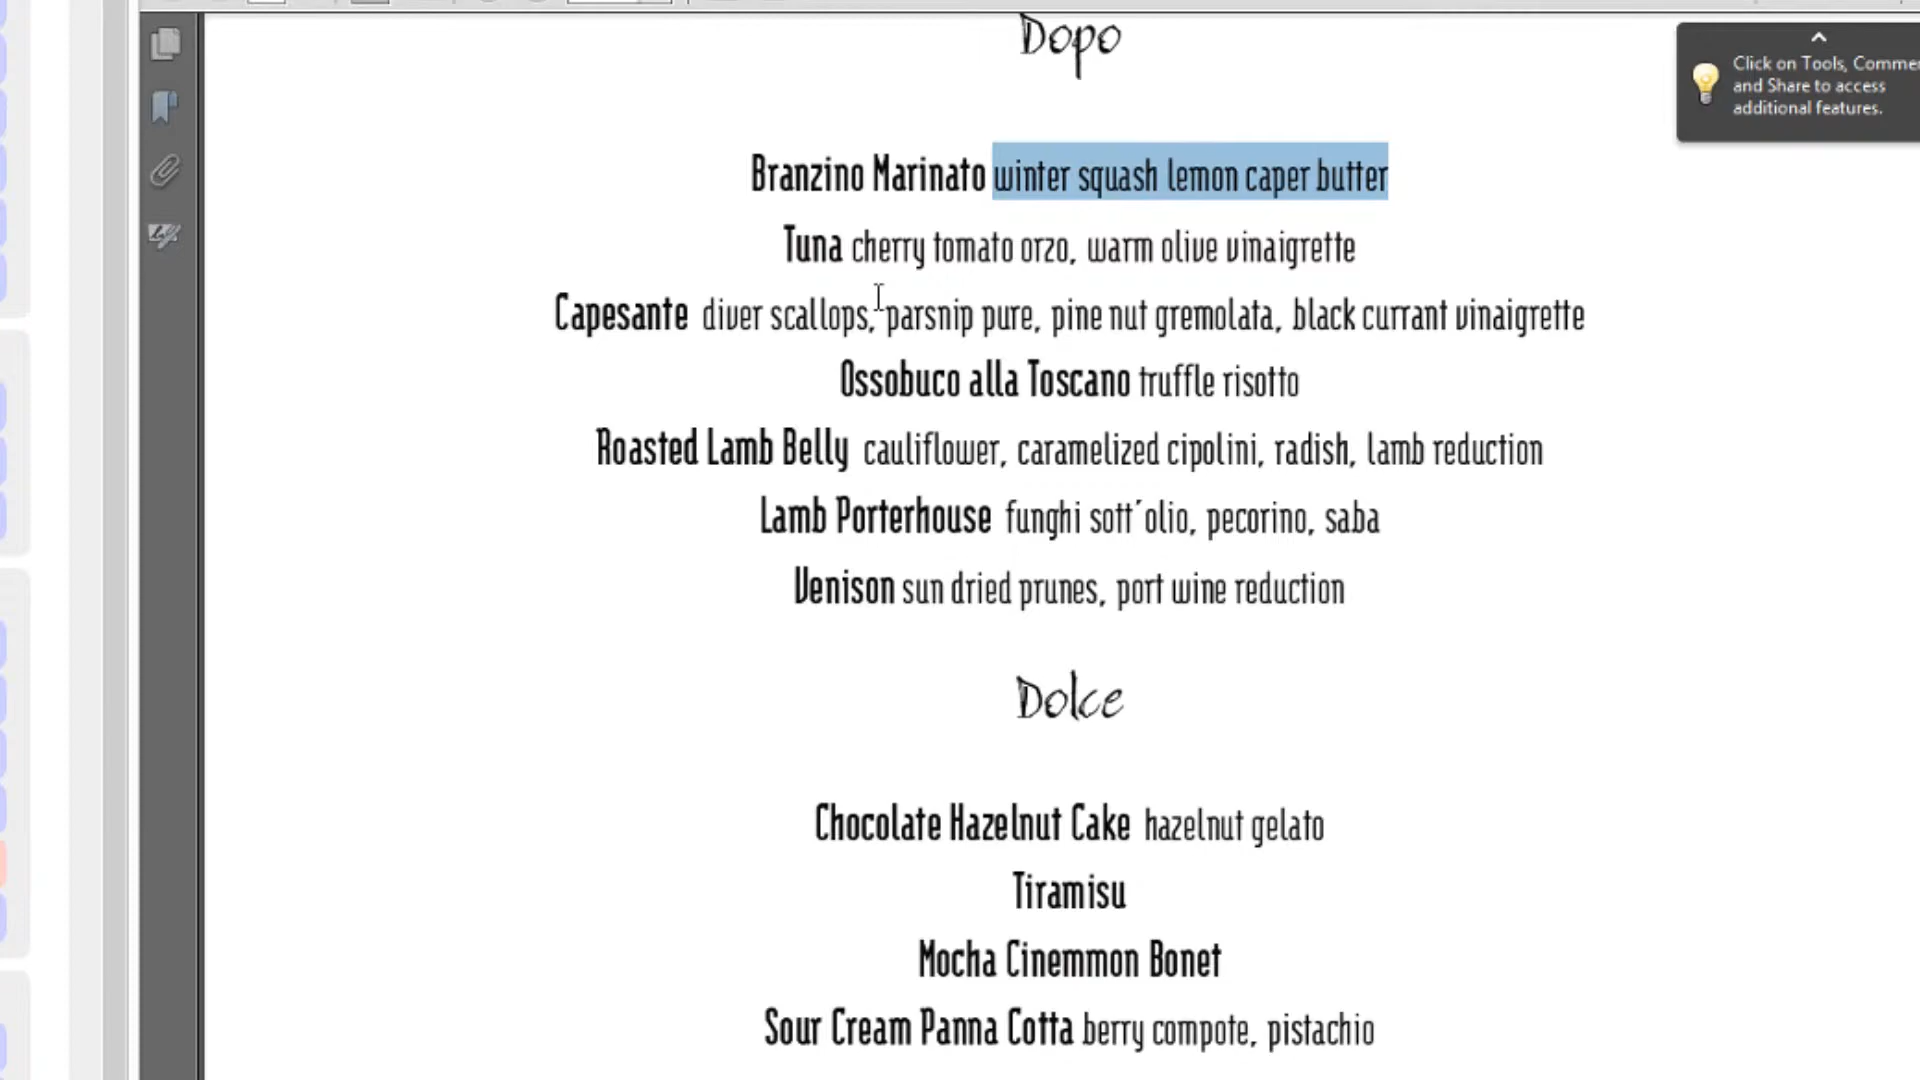 Dopo
Click on Tools, Comme
and Share to access
additional features.
Branzino Marinato winter squash lemon caper butter
Tuna cherry tomato orzo, warm olive vinaigrette
Capesante diver scallops, parsnip pure, pine nut gremolata, black currant vinaigrette
Ossobuco alla Toscano truffle risotto
Roasted Lamb Belly cauliflower, caramelized cipolini, radish, lamb reduction
Lamb Porterhouse funghi sott´olio, pecorino, saba
Venison sun dried prunes, port wine reduction
Dolce
Chocolate Hazelnut Cake hazelnut gelato
Tiramisu
Mocha Cinemmon Bonet
Sour Cream Panna Cotta berry compote, pistachio